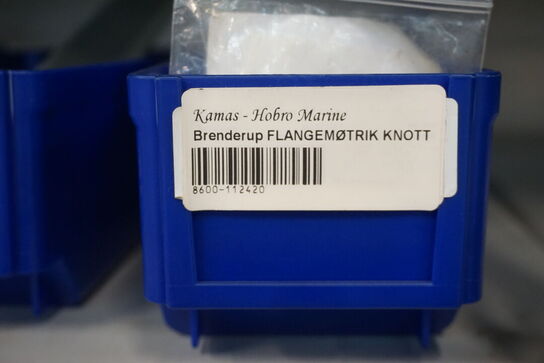 Kamas - Hobro Marine
Brenderup FLANGEMØTRIK KNOTT
8600-112420